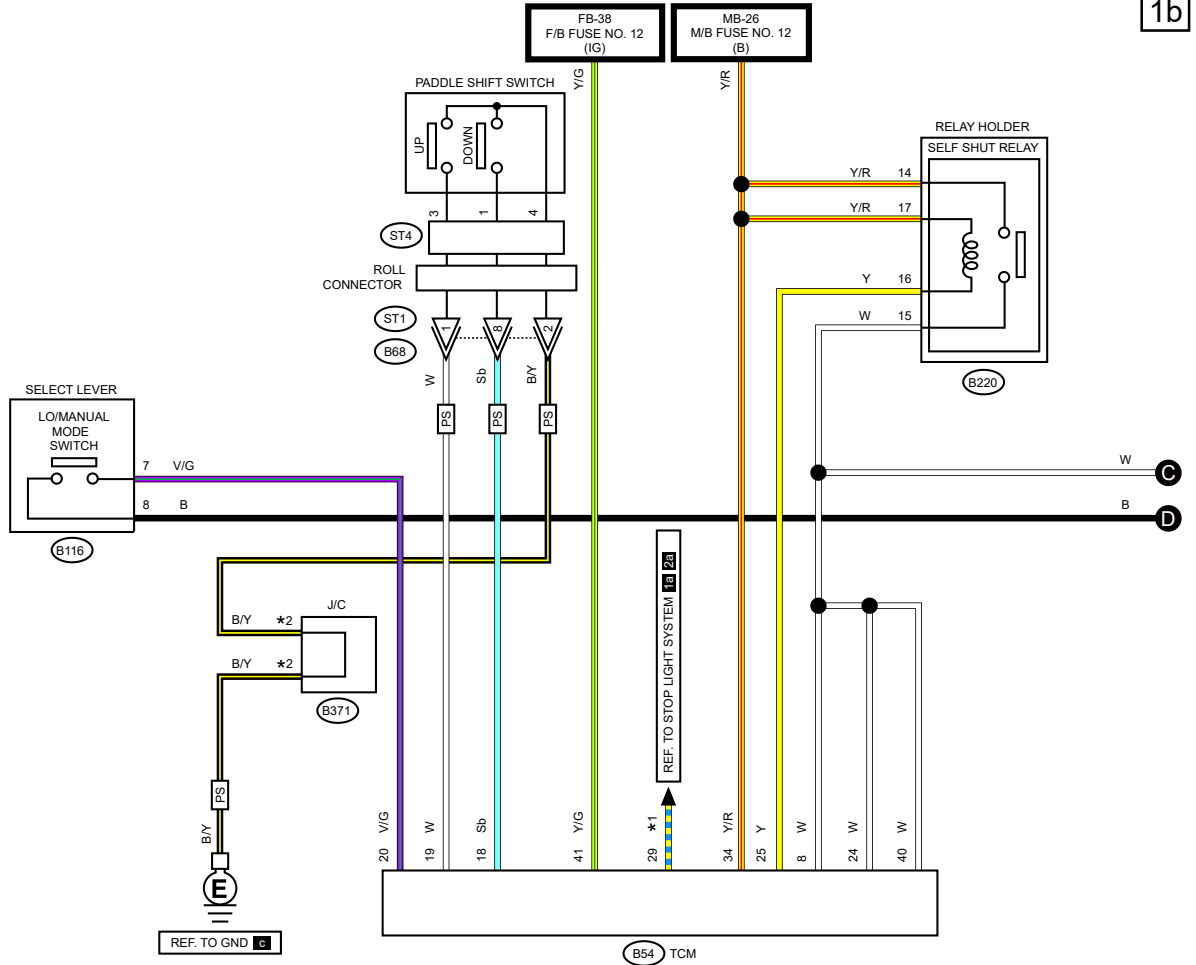 1b
FB-38
F/B FUSE NO. 12
(IG)
MB-26
M/B FUSE NO. 12
(B)
Y/G
Y/R
PADDLE SHIFT SWITCH
UP
DOWN
3
1
4
ST4
ROLL
CONNECTOR
ST1
1
8
2
B68
W
Sb
B/Y
PS
PS
PS
RELAY HOLDER
SELF SHUT RELAY
Y/R 14
Y/R 17
Y 16
W 15
B220
SELECT LEVER
LO/MANUAL
MODE
SWITCH
7 V/G
8 B
B116
W C
B D
REF. TO STOP LIGHT SYSTEM 1a 2a
J/C
B/Y *2
B/Y *2
B371
PS
B/Y
E
REF. TO GND c
20 V/G
19 W
18 Sb
41 Y/G
29 *1
34 Y/R
25 Y
8 W
24 W
40 W
B54 TCM